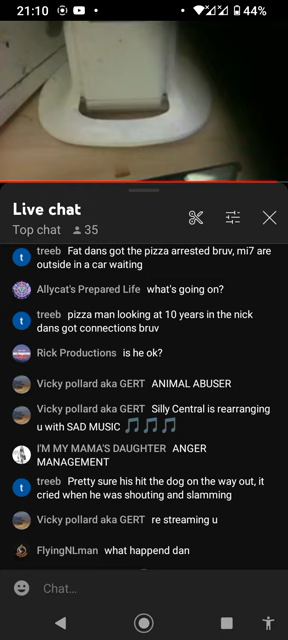 21:10 44%
Live chat
Top chat 35
treeb Fat dans got the pizza arrested bruv, mi7 are
outside in a car waiting
Allycat's Prepared Life what's going on?
treeb pizza man looking at 10 years in the nick
dans got connections bruv
Rick Productions is he ok?
Vicky pollard aka GERT ANIMAL ABUSER
Vicky pollard aka GERT Silly Central is rearranging
u with SAD MUSIC 🎵🎵🎵
I'M MY MAMA'S DAUGHTER ANGER
MANAGEMENT
treeb Pretty sure his hit the dog on the way out, it
cried when he was shouting and slamming
Vicky pollard aka GERT re streaming u
FlyingNLman what happend dan
Chat...